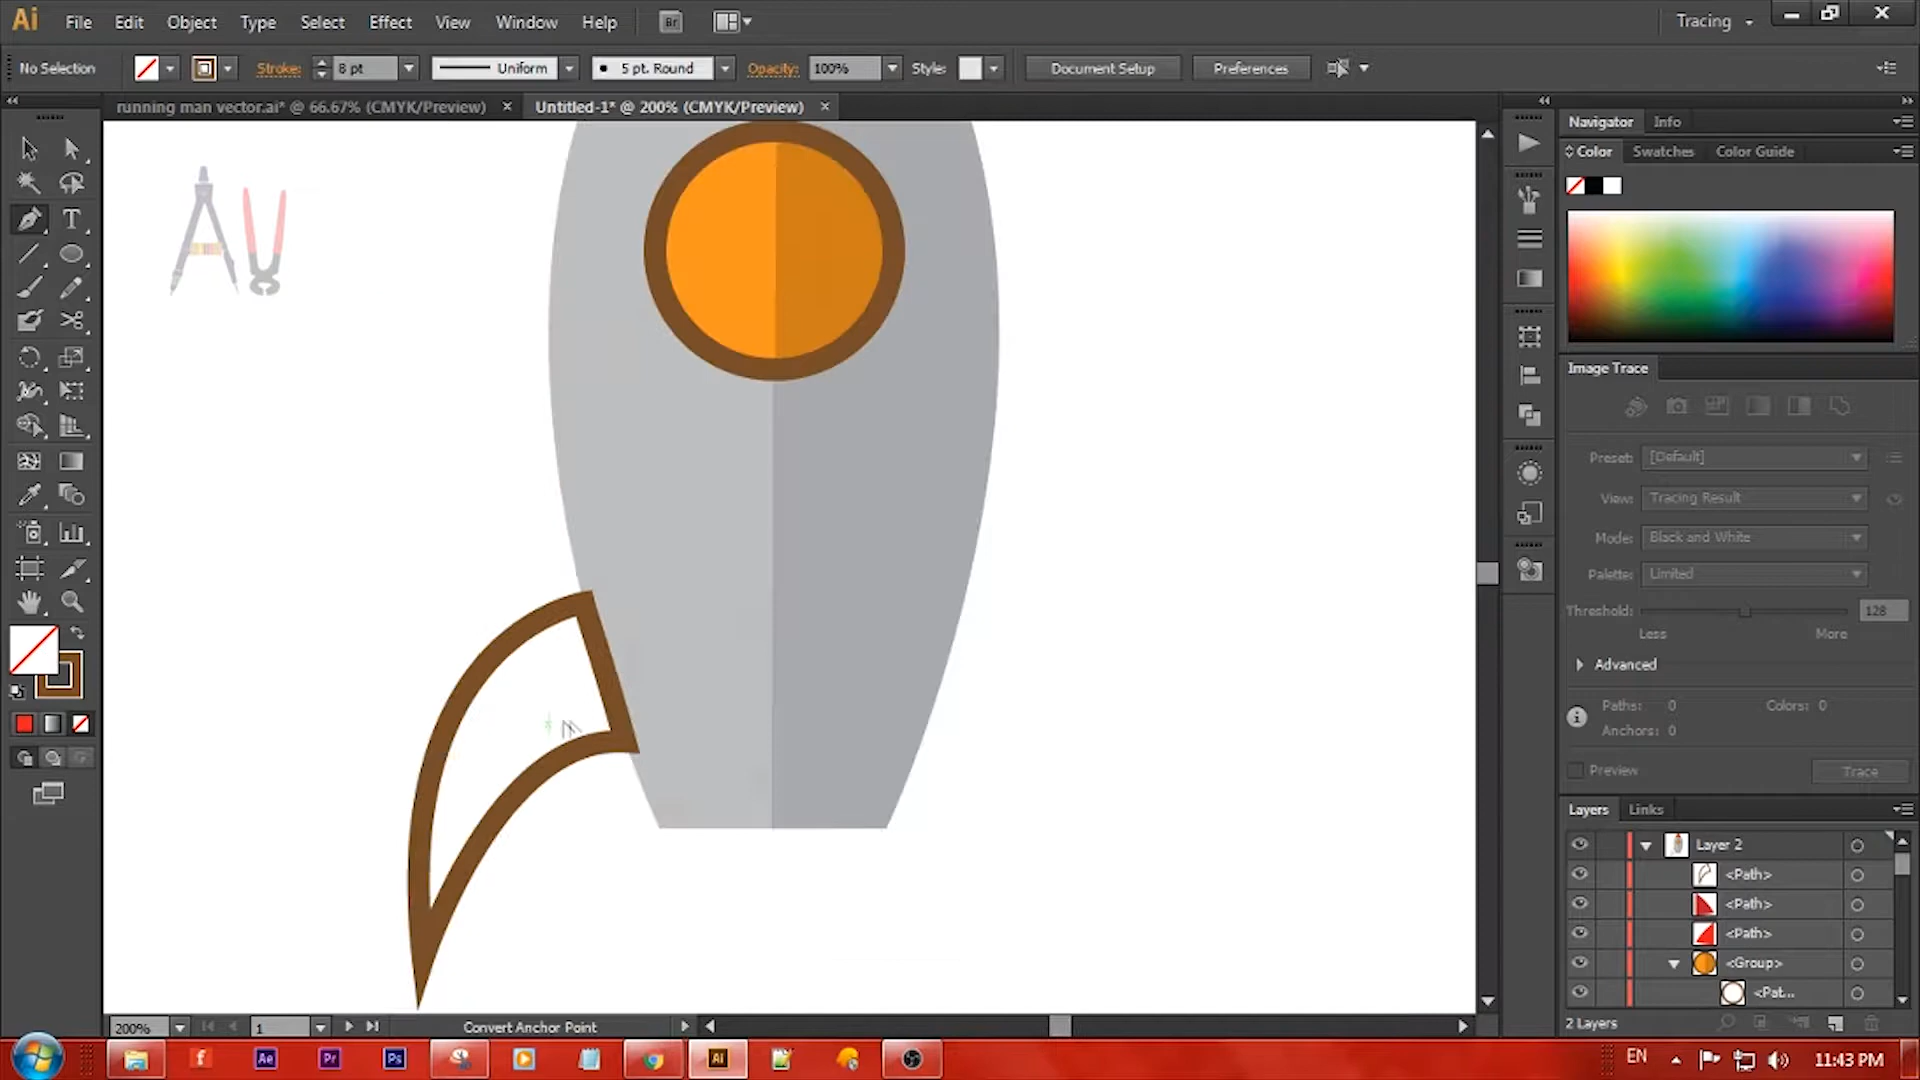 Ai File Edit Object Type Select Effect View Window Help Br Tracing
No Selection Stroke: 8 pt Uniform 5 pt. Round Opacity: 100% Style: Document Setup Preferences
running man vector.ai* @ 66.67% (CMYK/Preview) × Untitled-1* @ 200% (CMYK/Preview) ×
Navigator Info
Color Swatches Color Guide
Image Trace
Preset: [Default]
View: Tracing Result
Mode: Black and White
Palette: Limited
Threshold: 128
Less More
Advanced
Paths: 0 Colors: 0
Anchors: 0
Preview Trace
Layers Links
Layer 2
<Path>
<Path>
<Path>
<Group>
<Pat...
2 Layers
200% 1 Convert Anchor Point
Ae Pr Ps Ai EN 11:43 PM